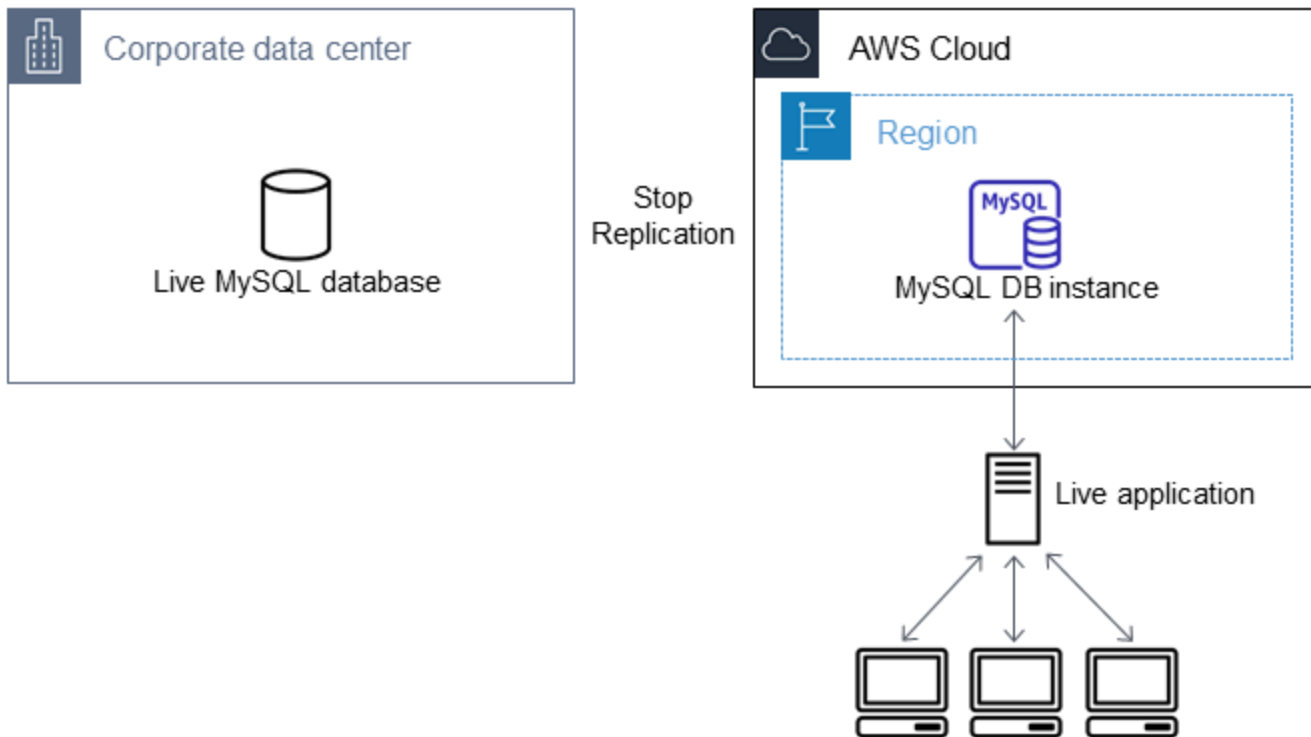 Corporate data center
AWS Cloud
Region
Stop
Replication
MySQL
Live MySQL database
MySQL DB instance
Live application